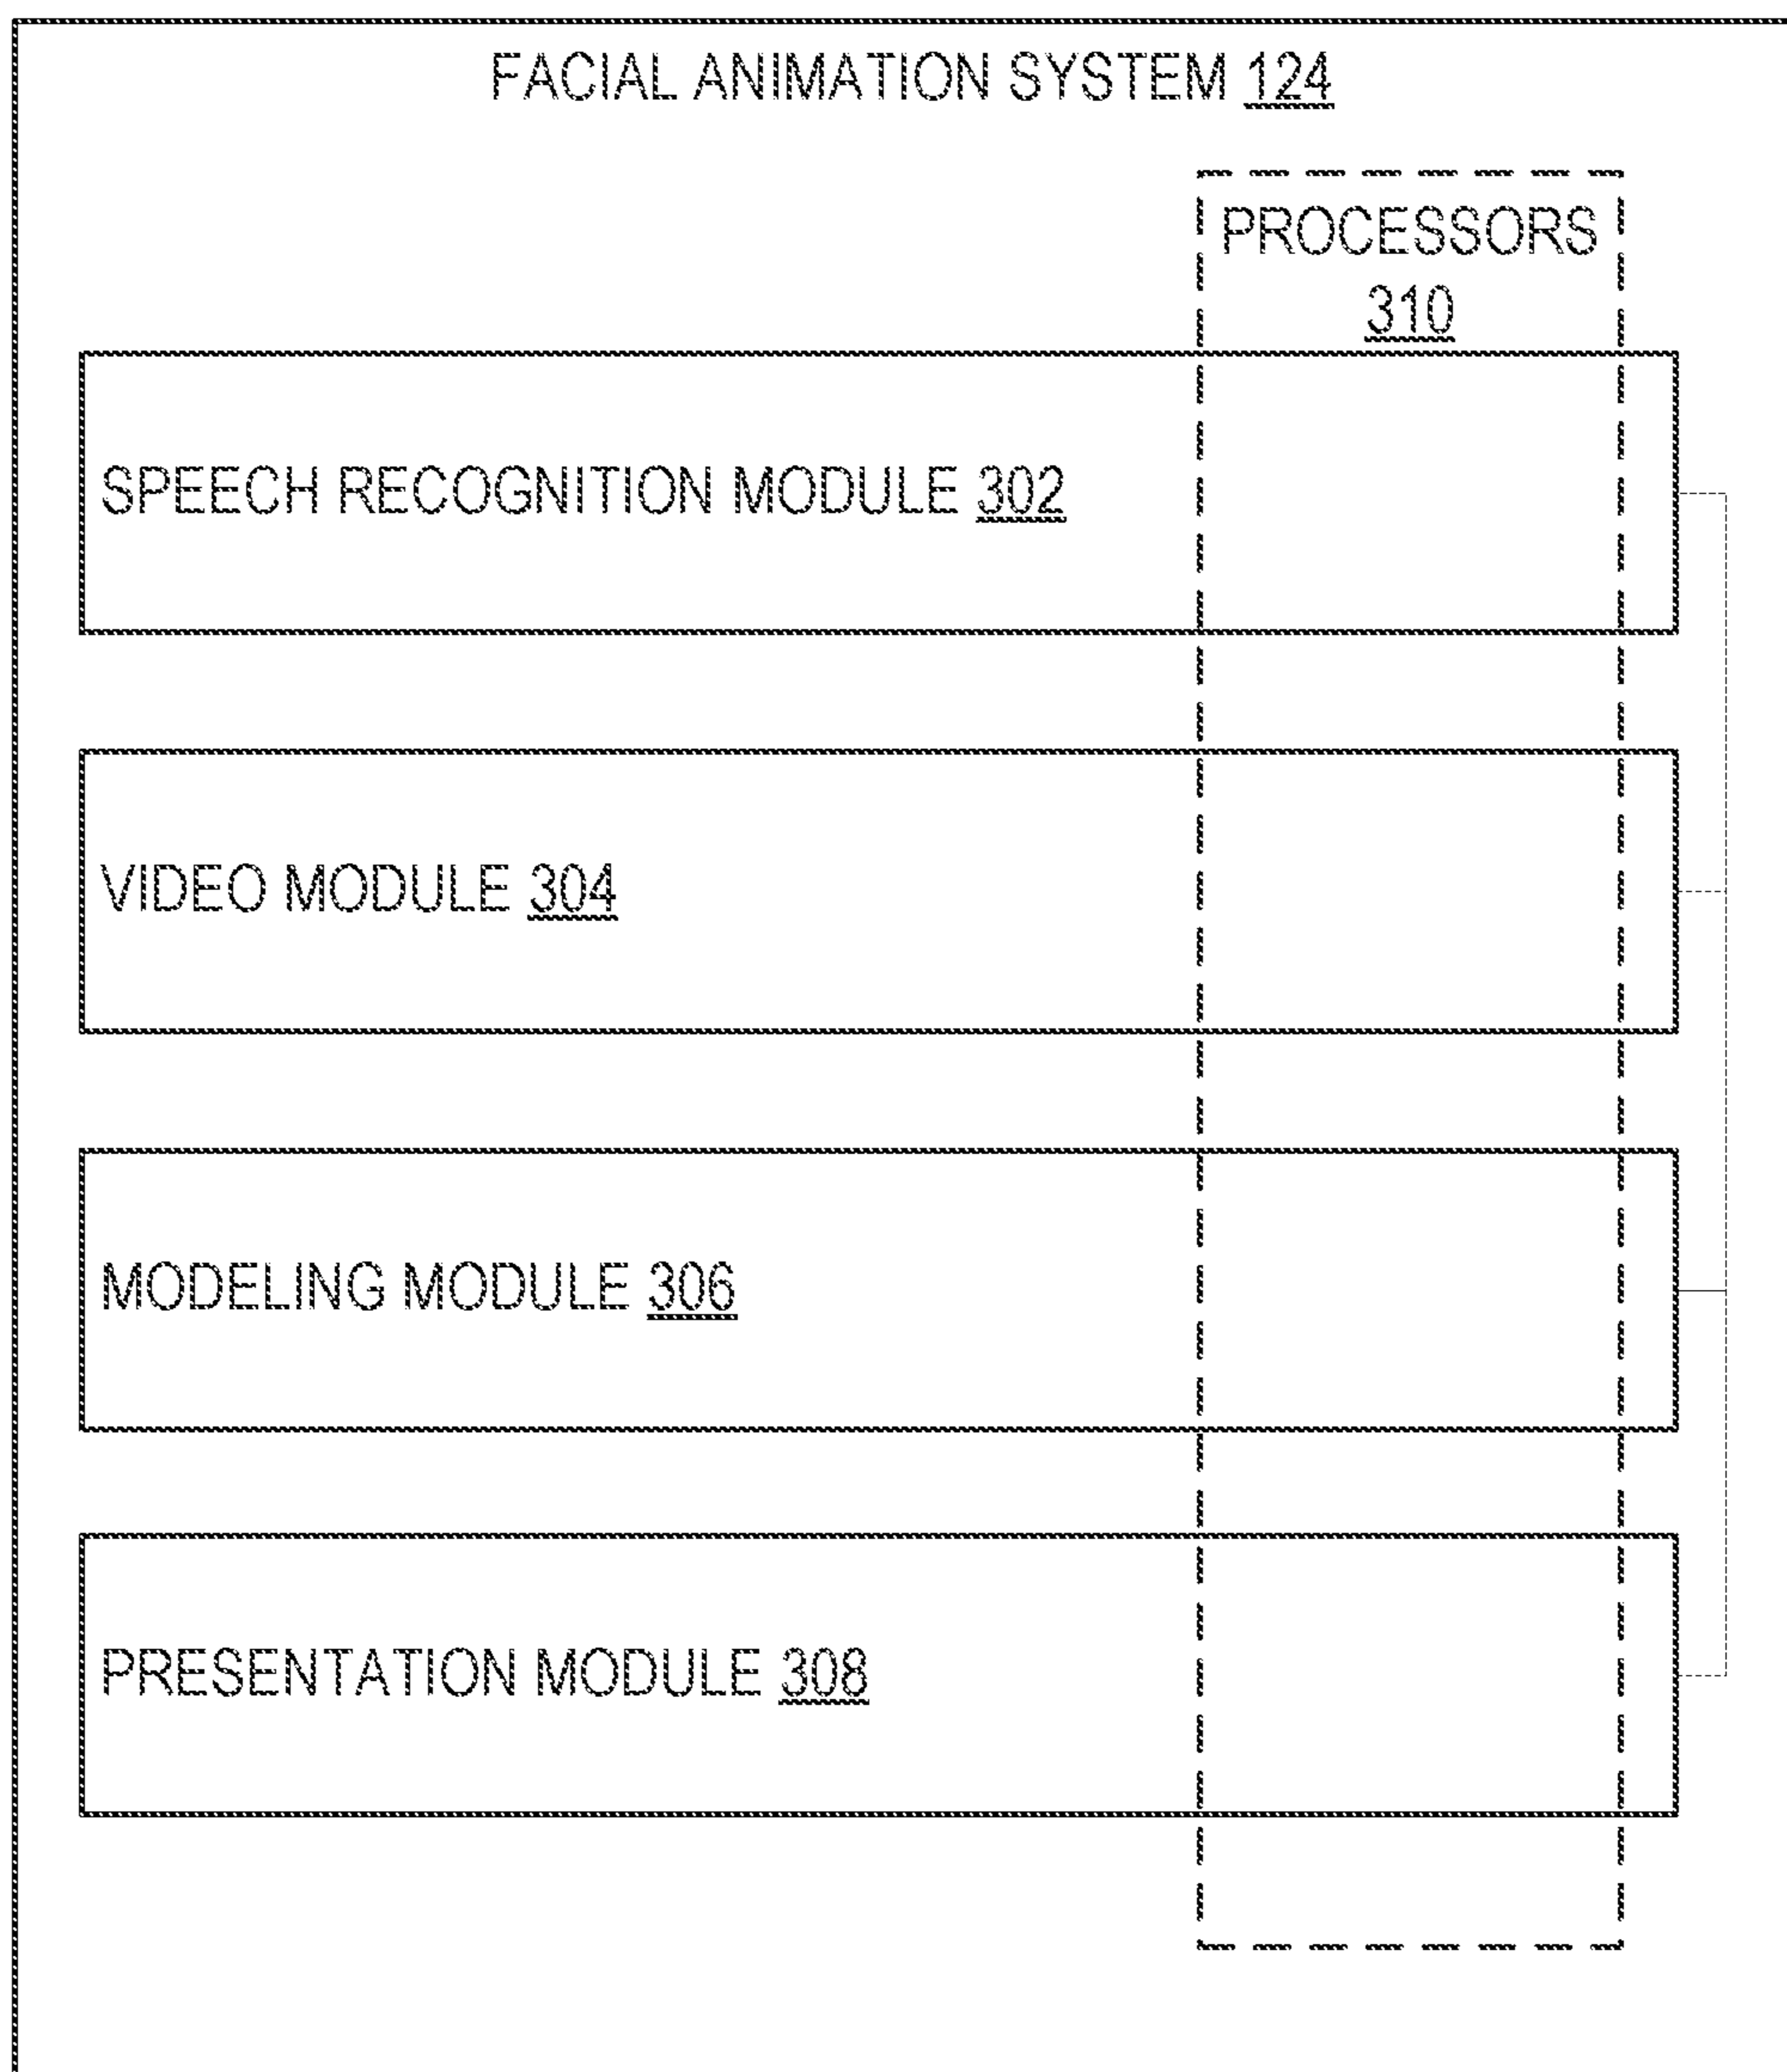 FACIAL ANIMATION SYSTEM 124
PROCESSORS
310
SPEECH RECOGNITION MODULE 302
VIDEO MODULE 304
MODELING MODULE 306
PRESENTATION MODULE 308